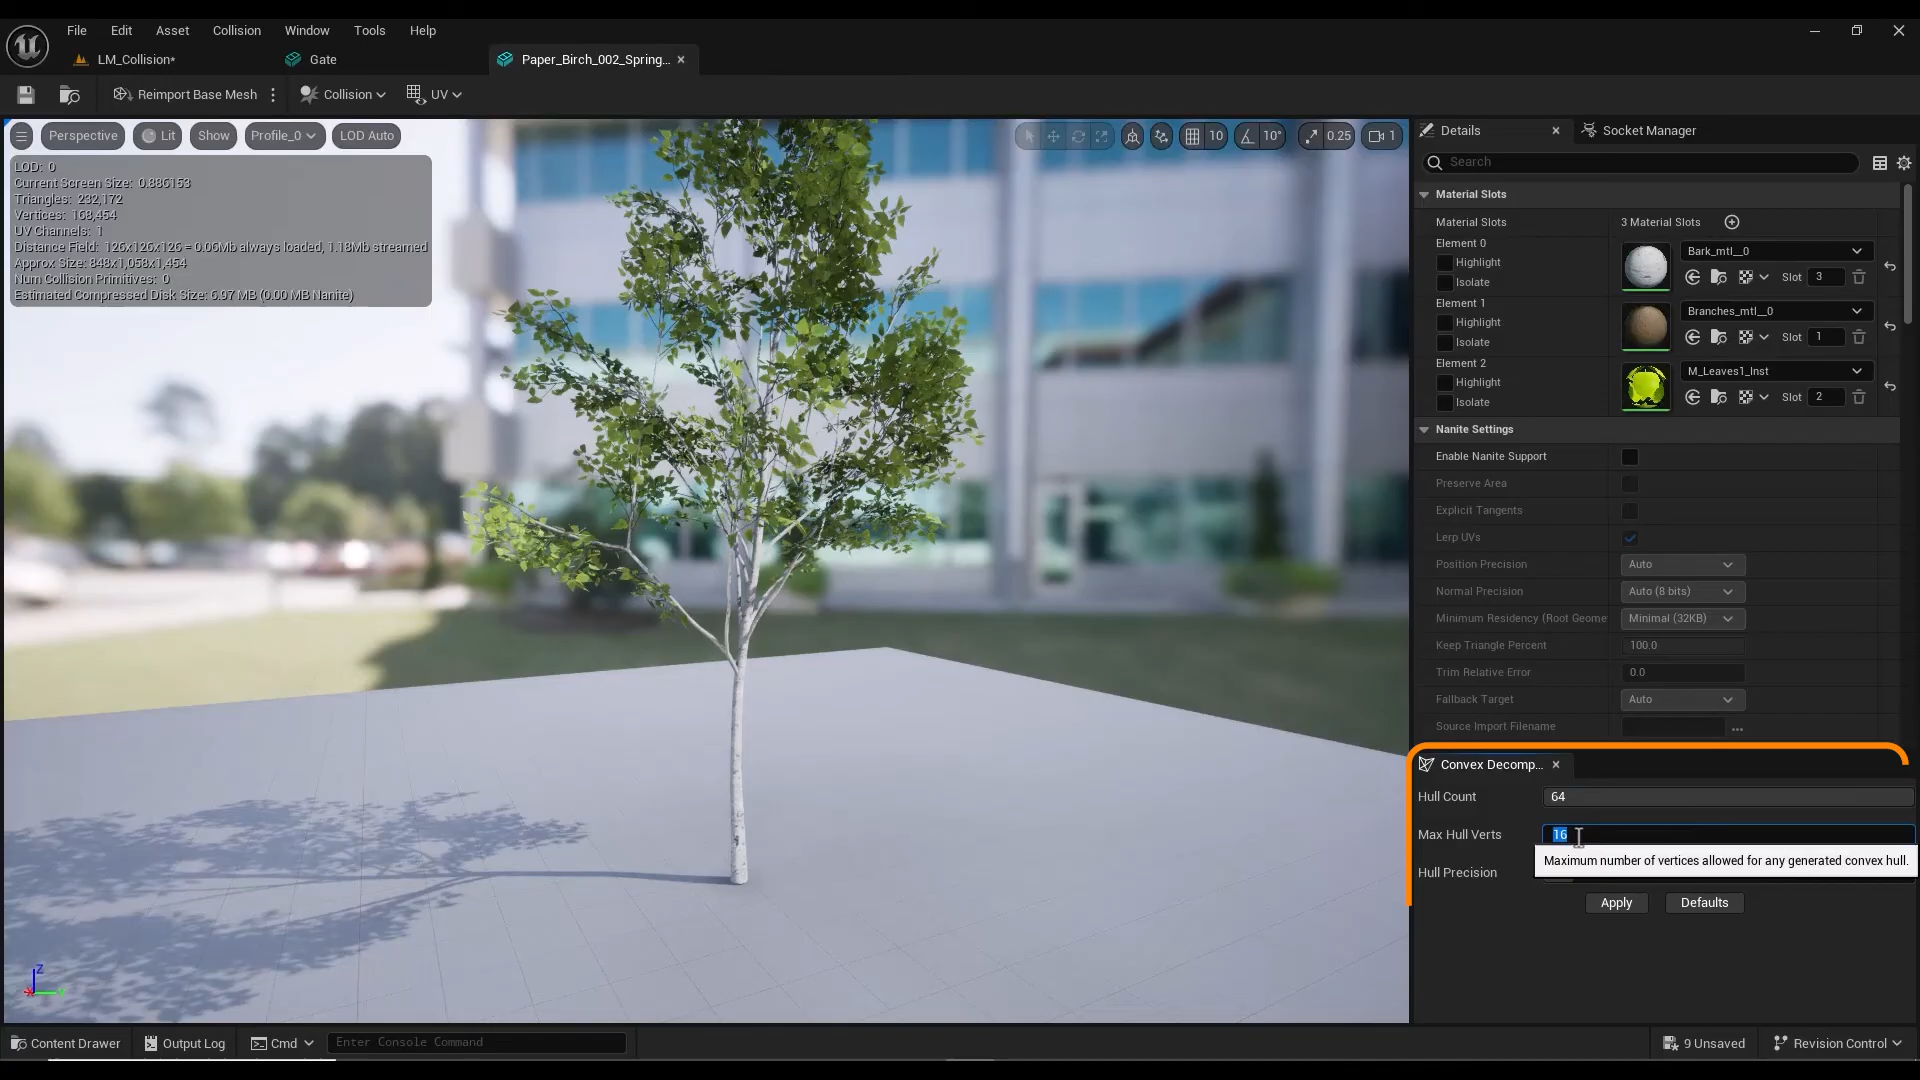 File Edit Asset Collision Window Tools Help
LM_Collision* Gate Paper_Birch_002_Spring...
Reimport Base Mesh Collision UV
Perspective Lit Show Profile_0 LOD Auto 10 10° 0.25 1
LOD: 0
Current Screen Size: 0.886153
Triangles: 232,172
Vertices: 168,454
UV Channels: 1
Distance Field: 126x126x126 = 0.06Mb always loaded, 1.18Mb streamed
Approx Size: 848x1,058x1,454
Num Collision Primitives: 0
Estimated Compressed Disk Size: 6.97 MB (0.00 MB Nanite)
Z
Details Socket Manager
Search
Material Slots
Material Slots 3 Material Slots
Element 0
Highlight
Isolate
Bark_mtl__0
Slot 3
Element 1
Highlight
Isolate
Branches_mtl__0
Slot 1
Element 2
Highlight
Isolate
M_Leaves1_Inst
Slot 2
Nanite Settings
Enable Nanite Support
Preserve Area
Explicit Tangents
Lerp UVs
Position Precision Auto
Normal Precision Auto (8 bits)
Minimum Residency (Root Geome Minimal (32KB)
Keep Triangle Percent 100.0
Trim Relative Error 0.0
Fallback Target Auto
Source Import Filename ...
Convex Decomp...
Hull Count 64
Max Hull Verts 16
Maximum number of vertices allowed for any generated convex hull.
Hull Precision
Apply Defaults
Content Drawer Output Log Cmd Enter Console Command 9 Unsaved Revision Control